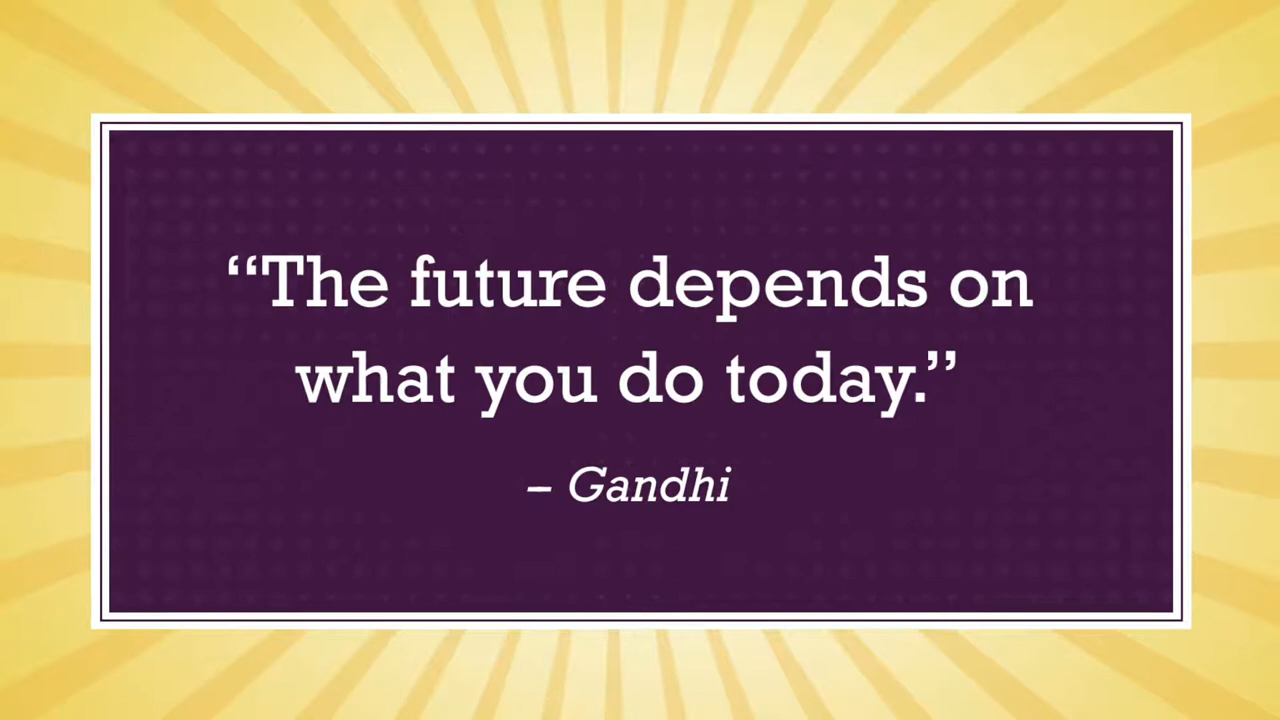 “The future depends on
what you do today.”
– Gandhi